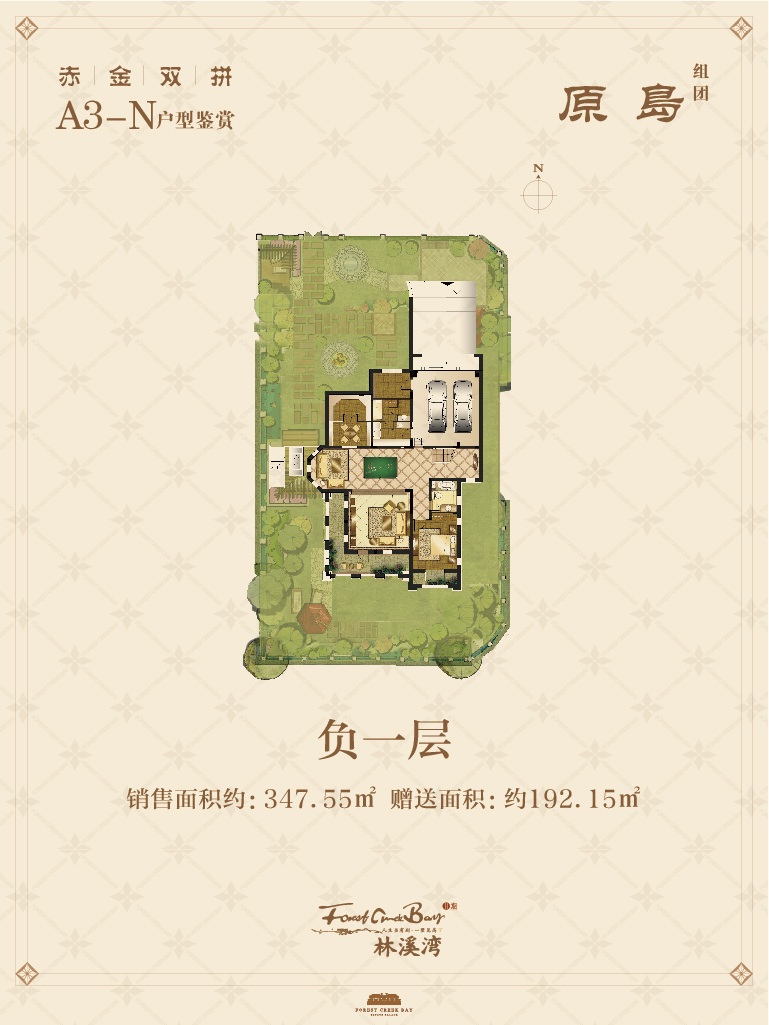 赤 金 双 拼
A3-N户型鉴赏
原島
组团
N
负一层
销售面积约: 347.55㎡ 赠送面积: 约192.15㎡
Forest Creek Bay
林溪湾
FOREST CREEK BAY